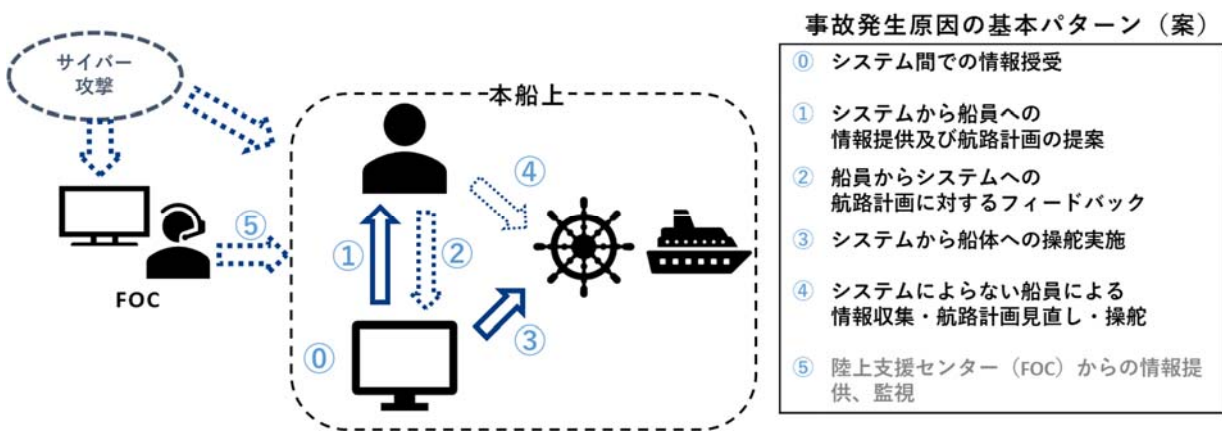 事故発生原因の基本パターン（案）
サイバー
攻撃
本船上
⓪
①
②
③
④
⑤
FOC
⓪ システム間での情報授受
① システムから船員への
情報提供及び航路計画の提案
② 船員からシステムへの
航路計画に対するフィードバック
③ システムから船体への操舵実施
④ システムによらない船員による
情報収集・航路計画見直し・操舵
⑤ 陸上支援センター（FOC）からの情報提
供、監視